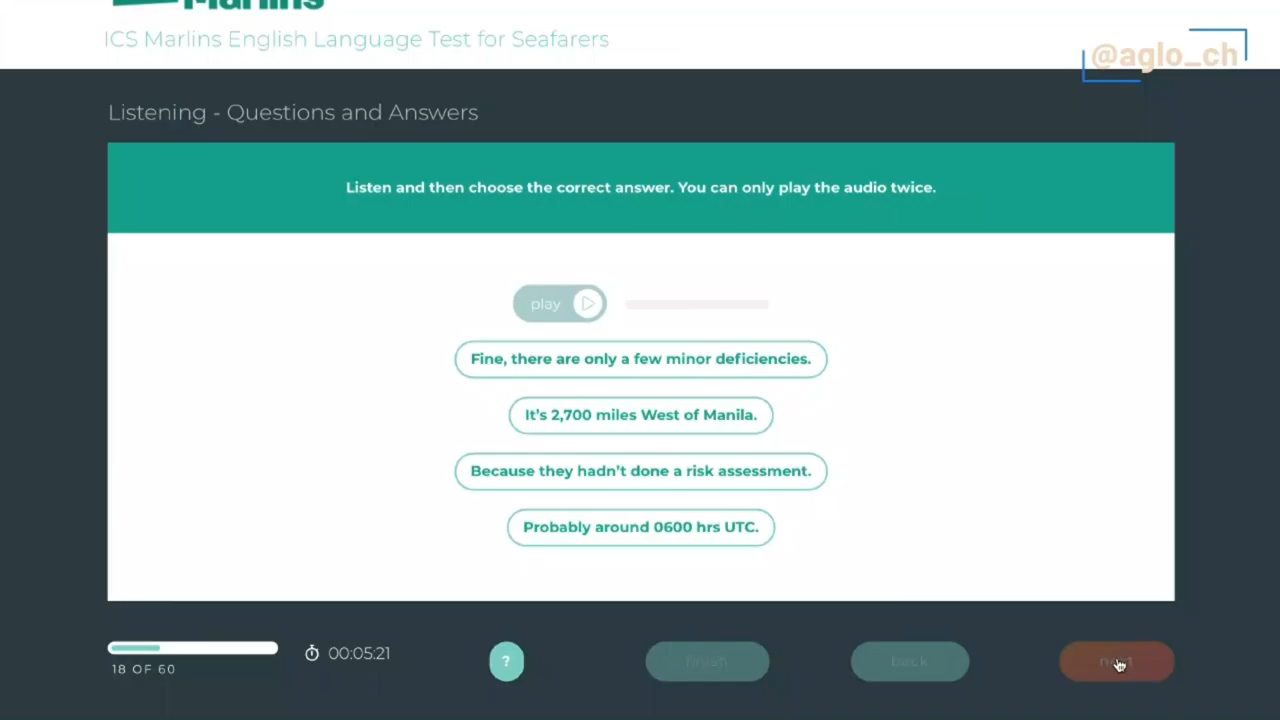 Marlins
ICS Marlins English Language Test for Seafarers
@aglo_ch
Listening - Questions and Answers
Listen and then choose the correct answer. You can only play the audio twice.
play
Fine, there are only a few minor deficiencies.
It's 2,700 miles West of Manila.
Because they hadn't done a risk assessment.
Probably around 0600 hrs UTC.
18 OF 60
00:05:21
?
finish
back
next